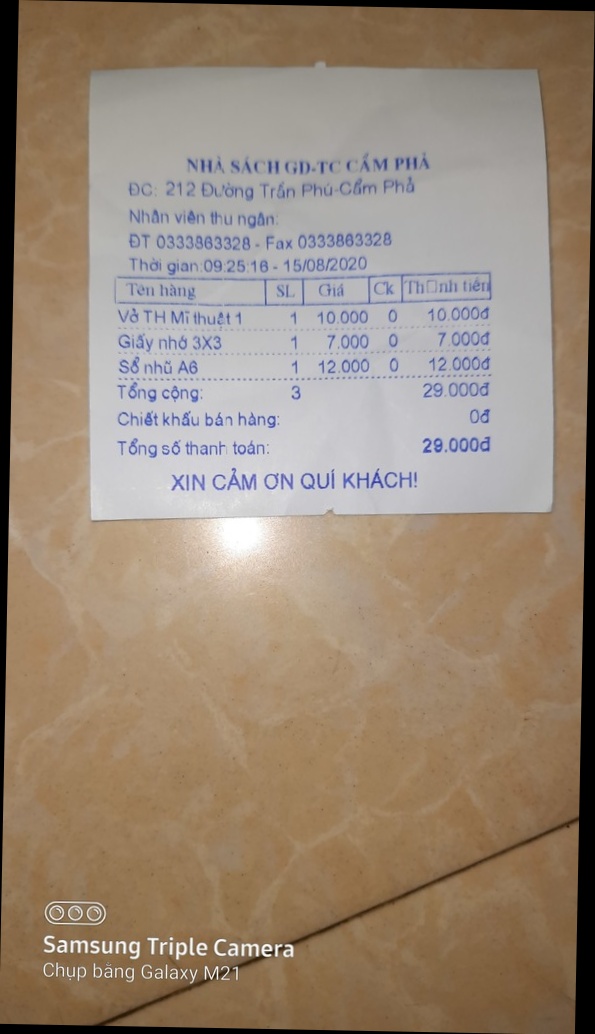 NHÀ SÁCH GD-TC CẨM PHẢ
ĐC: 212 Đường Trần Phú-Cẩm Phả
Nhân viên thu ngân:
ĐT 0333863328 - Fax 0333863328
Thời gian:09:25:16 - 15/08/2020
Tên hàng SL Giá Ck Th□nh tiền
Vở TH Mĩ thuật 1 1 10.000 0 10.000đ
Giấy nhớ 3X3 1 7.000 0 7.000đ
Sổ nhũ A6 1 12.000 0 12.000đ
Tổng cộng: 3 29.000đ
Chiết khấu bán hàng: 0đ
Tổng số thanh toán: 29.000đ
XIN CẢM ƠN QUÍ KHÁCH!
Samsung Triple Camera
Chụp bằng Galaxy M21